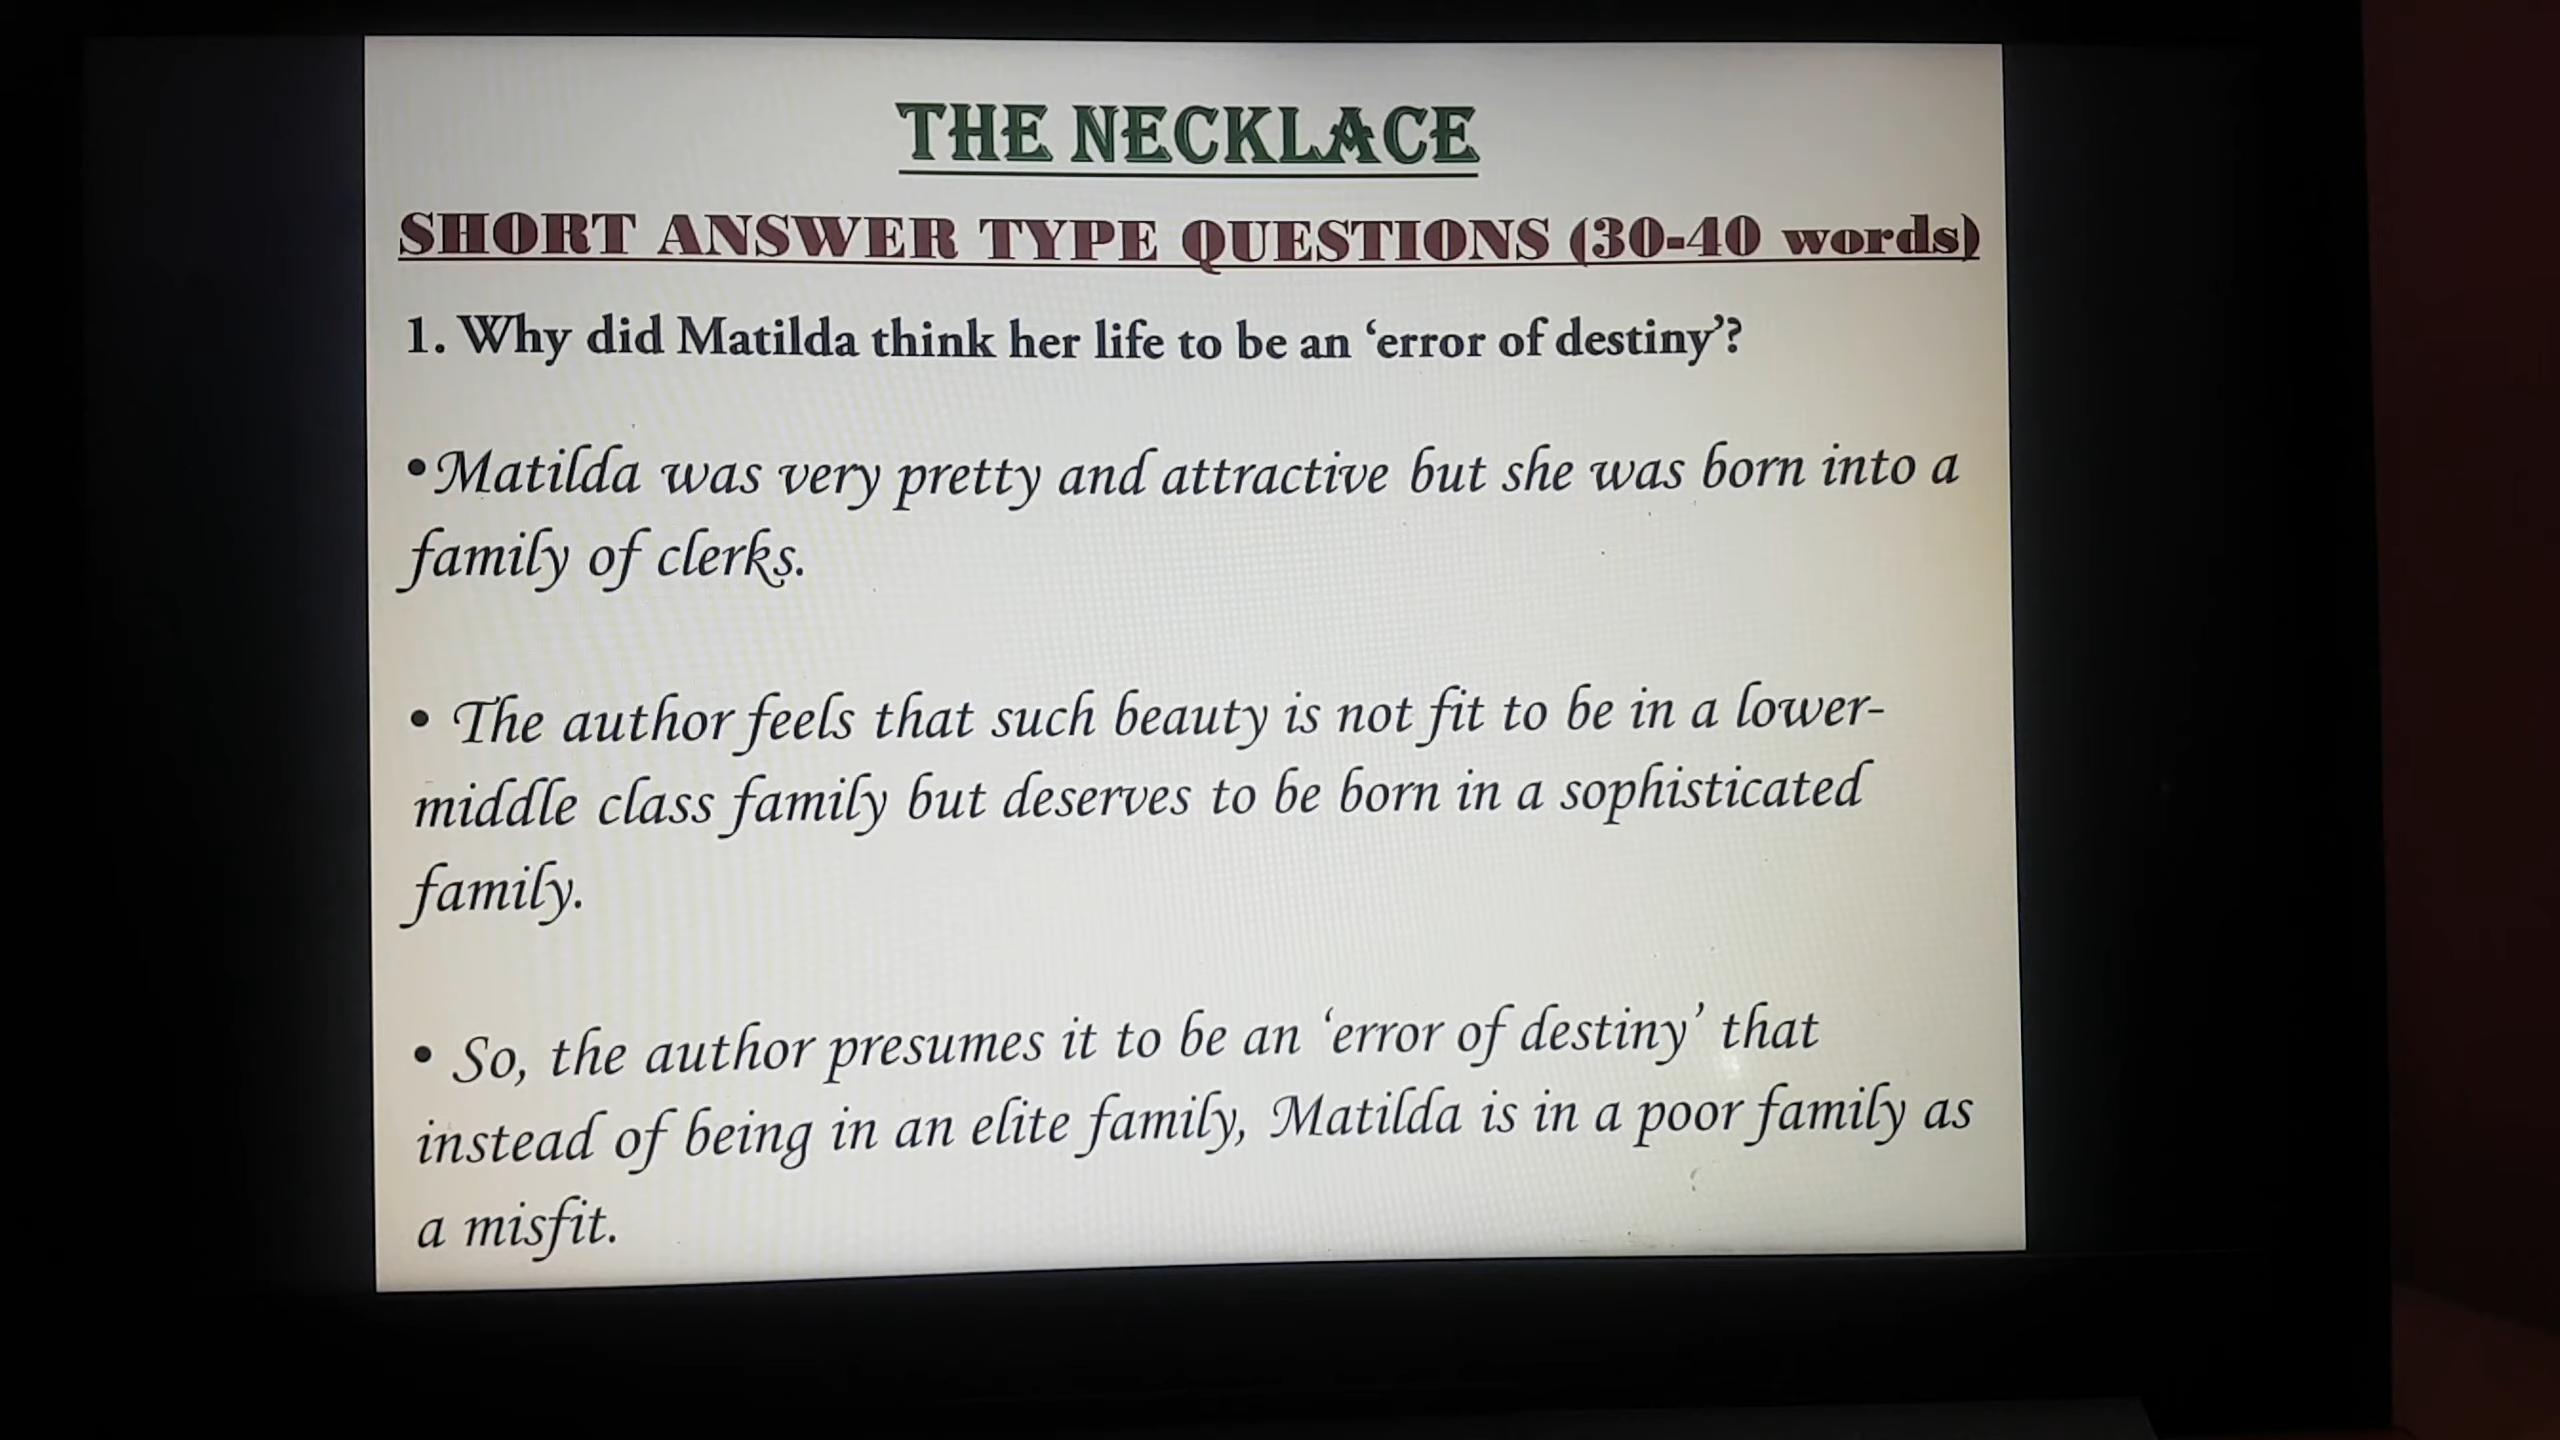 THE NECKLACE
SHORT ANSWER TYPE QUESTIONS (30-40 words)
1. Why did Matilda think her life to be an ‘error of destiny’?
•Matilda was very pretty and attractive but she was born into a
family of clerks.
• The author feels that such beauty is not fit to be in a lower-
middle class family but deserves to be born in a sophisticated
family.
• So, the author presumes it to be an ‘error of destiny’ that
instead of being in an elite family, Matilda is in a poor family as
a misfit.